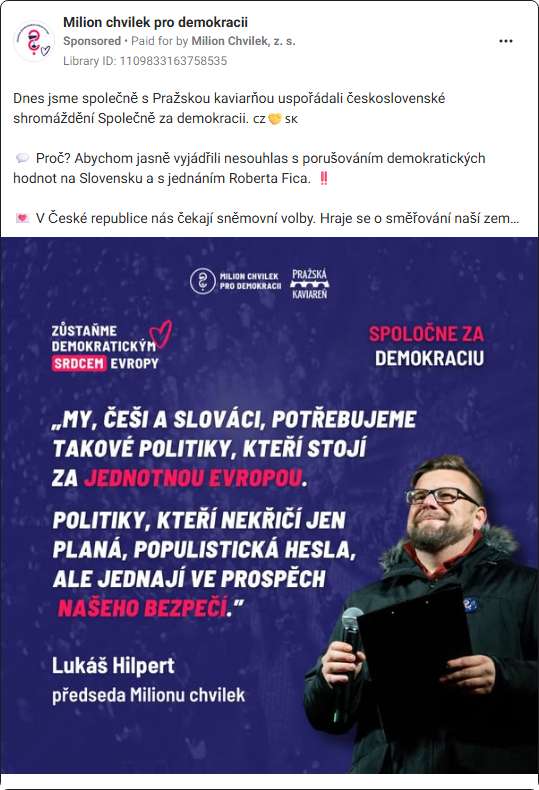 Milion chvilek pro demokracii
Sponsored • Paid for by Milion Chvilek, z. s.
Library ID: 1109833163758535
Dnes jsme společně s Pražskou kaviarňou uspořádali československé
shromáždění Společně za demokracii. CZ🤝SK
💬 Proč? Abychom jasně vyjádřili nesouhlas s porušováním demokratických
hodnot na Slovensku a s jednáním Roberta Fica. ‼️
💌 V České republice nás čekají sněmovní volby. Hraje se o směřování naší zem...
MILION CHVILEK
PRO DEMOKRACII
PRAŽSKÁ
KAVIAREŇ
ZŮSTAŇME
DEMOKRATICKÝM
SRDCEM EVROPY
SPOLOČNE ZA
DEMOKRACIU
„MY, ČEŠI A SLOVÁCI, POTŘEBUJEME
TAKOVÉ POLITIKY, KTEŘÍ STOJÍ
ZA JEDNOTNOU EVROPOU.
POLITIKY, KTEŘÍ NEKŘIČÍ JEN
PLANÁ, POPULISTICKÁ HESLA,
ALE JEDNAJÍ VE PROSPĚCH
NAŠEHO BEZPEČÍ.”
Lukáš Hilpert
předseda Milionu chvilek